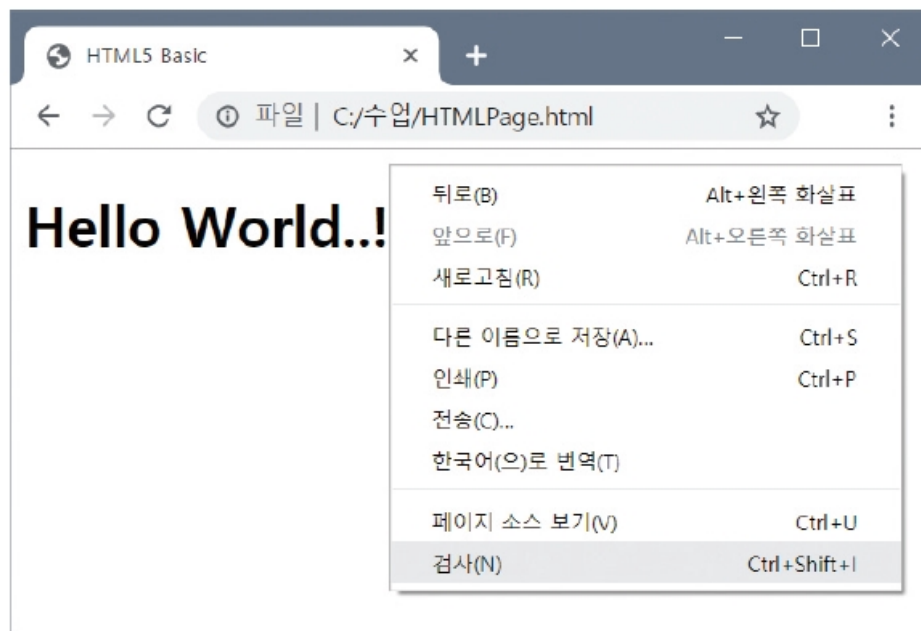 HTML5 Basic
파일 | C:/수업/HTMLPage.html
Hello World..!
뒤로(B) Alt+왼쪽 화살표
앞으로(F) Alt+오른쪽 화살표
새로고침(R) Ctrl+R
다른 이름으로 저장(A)... Ctrl+S
인쇄(P) Ctrl+P
전송(C)...
한국어(으)로 번역(T)
페이지 소스 보기(V) Ctrl+U
검사(N) Ctrl+Shift+I